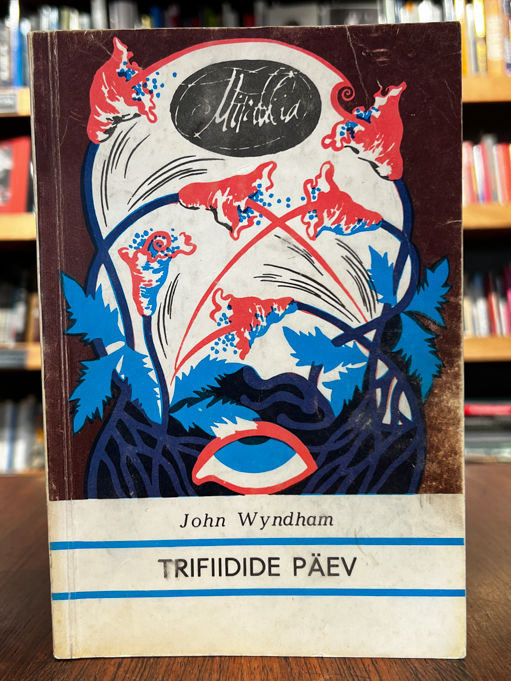 Mirabilia
John Wyndham
TRIFIIDIDE PÄEV